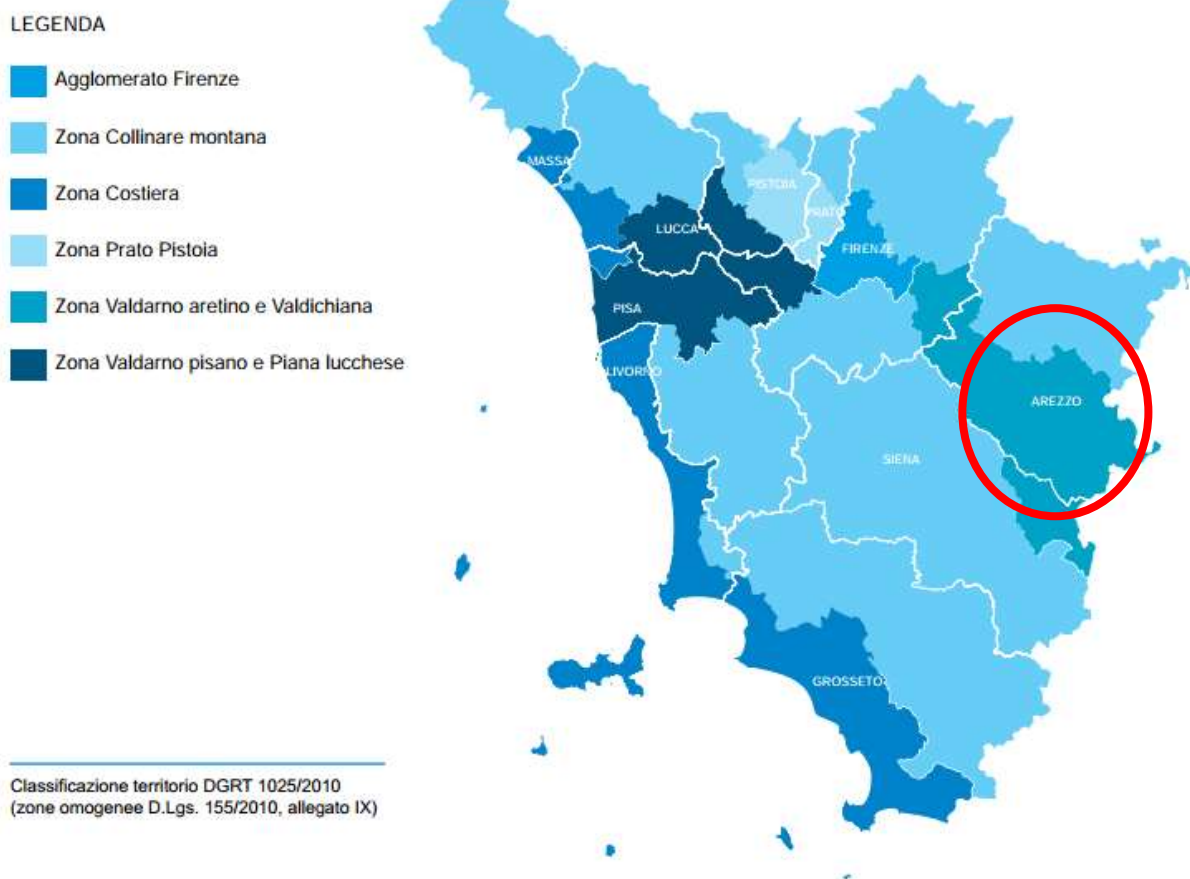 LEGENDA
Agglomerato Firenze
Zona Collinare montana
Zona Costiera
Zona Prato Pistoia
Zona Valdarno aretino e Valdichiana
Zona Valdarno pisano e Piana lucchese
MASSA
PISTOIA
PRATO
LUCCA
FIRENZE
PISA
LIVORNO
AREZZO
SIENA
GROSSETO
Classificazione territorio DGRT 1025/2010
(zone omogenee D.Lgs. 155/2010, allegato IX)